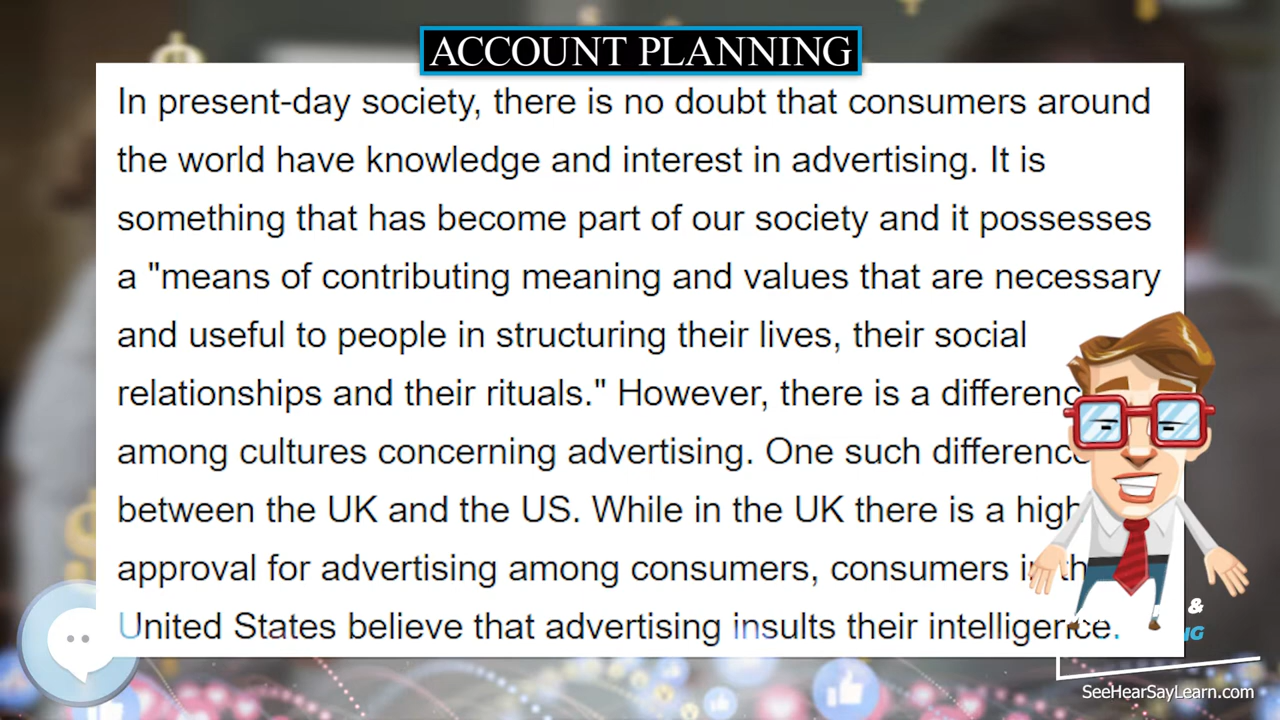 ACCOUNT PLANNING
In present-day society, there is no doubt that consumers around
the world have knowledge and interest in advertising. It is
something that has become part of our society and it possesses
a "means of contributing meaning and values that are necessary
and useful to people in structuring their lives, their social
relationships and their rituals." However, there is a
among cultures concerning advertising. One such
between the UK and the US. While in the UK there is a high
approval for advertising among consumers, consumers
United States believe that advertising insults their intelligence.
&
SeeHearSayLearn.com